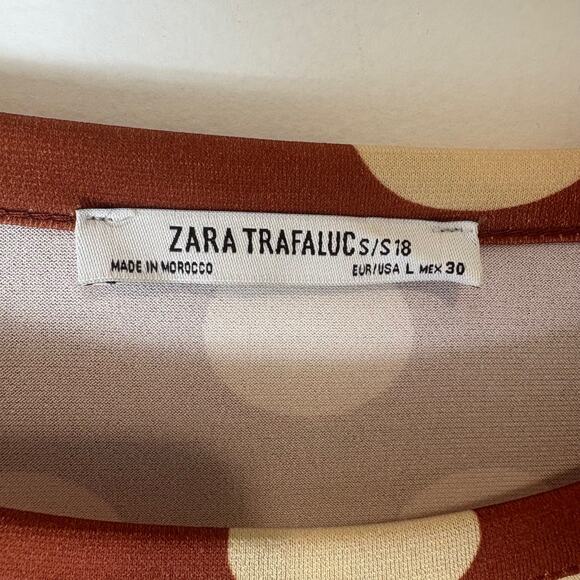 ZARA TRAFALUC S/S18
MADE IN MOROCCO EUR/USA L MEX 30